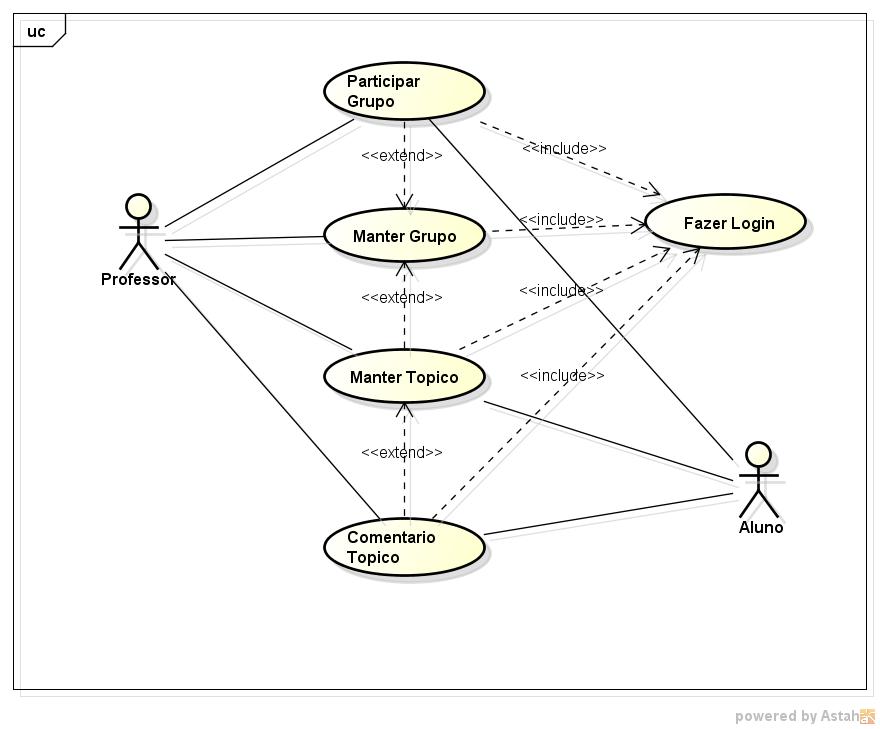 uc
Participar
Grupo
<<extend>>
<<include>>
Manter Grupo
<<include>>
Fazer Login
Professor
<<extend>>
<<include>>
Manter Topico
<<include>>
<<extend>>
Comentario
Topico
Aluno
powered by Astah